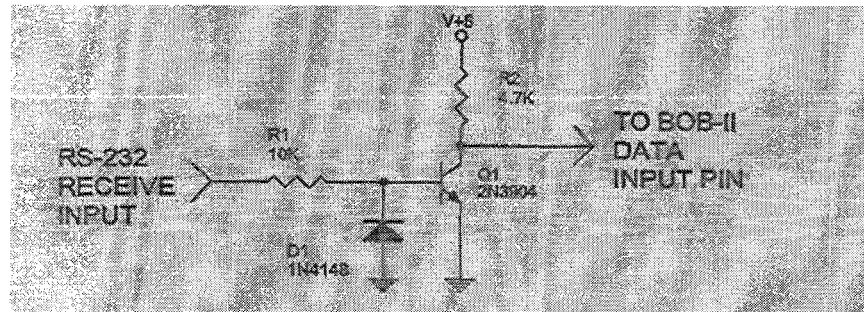 V+5
R2
4.7K
R1
10K
RS-232
RECEIVE
INPUT
TO BOB-II
DATA
INPUT PIN
Q1
2N3904
D1
1N4148